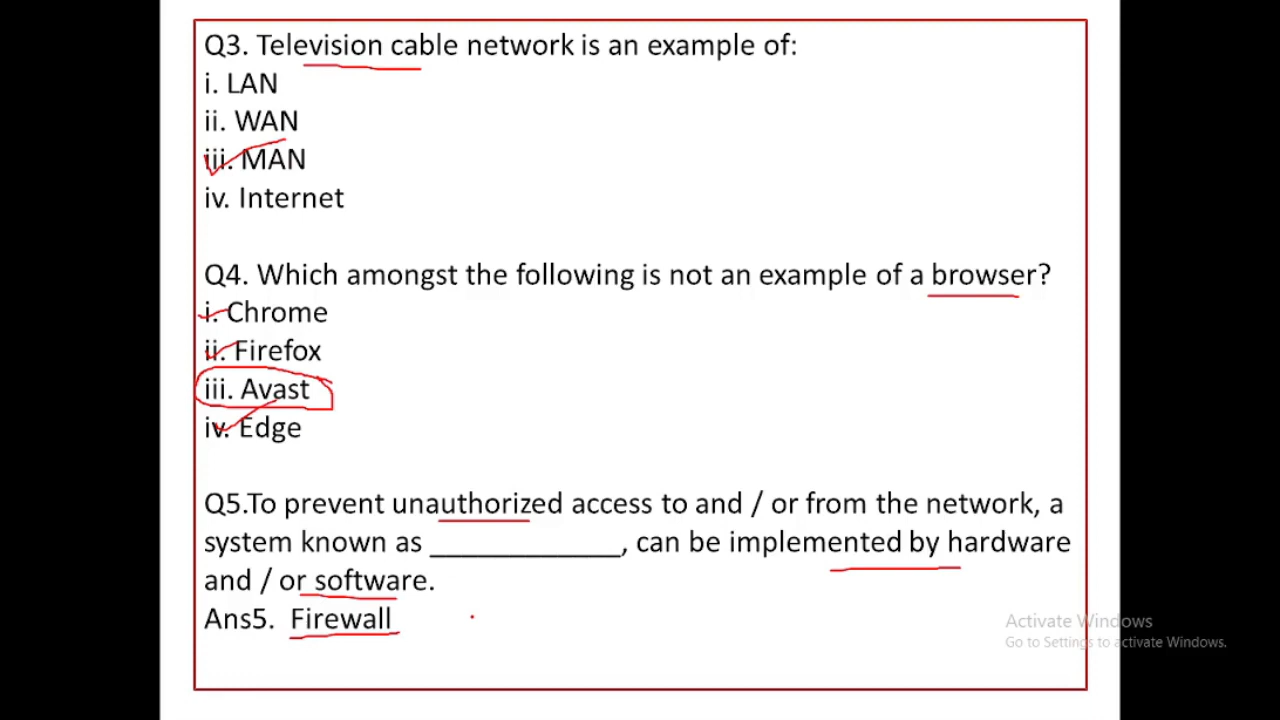 Q3. Television cable network is an example of:
i. LAN
ii. WAN
iii. MAN
iv. Internet
Q4. Which amongst the following is not an example of a browser?
i. Chrome
ii. Firefox
iii. Avast
iv. Edge
Q5.To prevent unauthorized access to and / or from the network, a
system known as _____________, can be implemented by hardware
and / or software.
Ans5. Firewall
Activate Windows
Go to Settings to activate Windows.